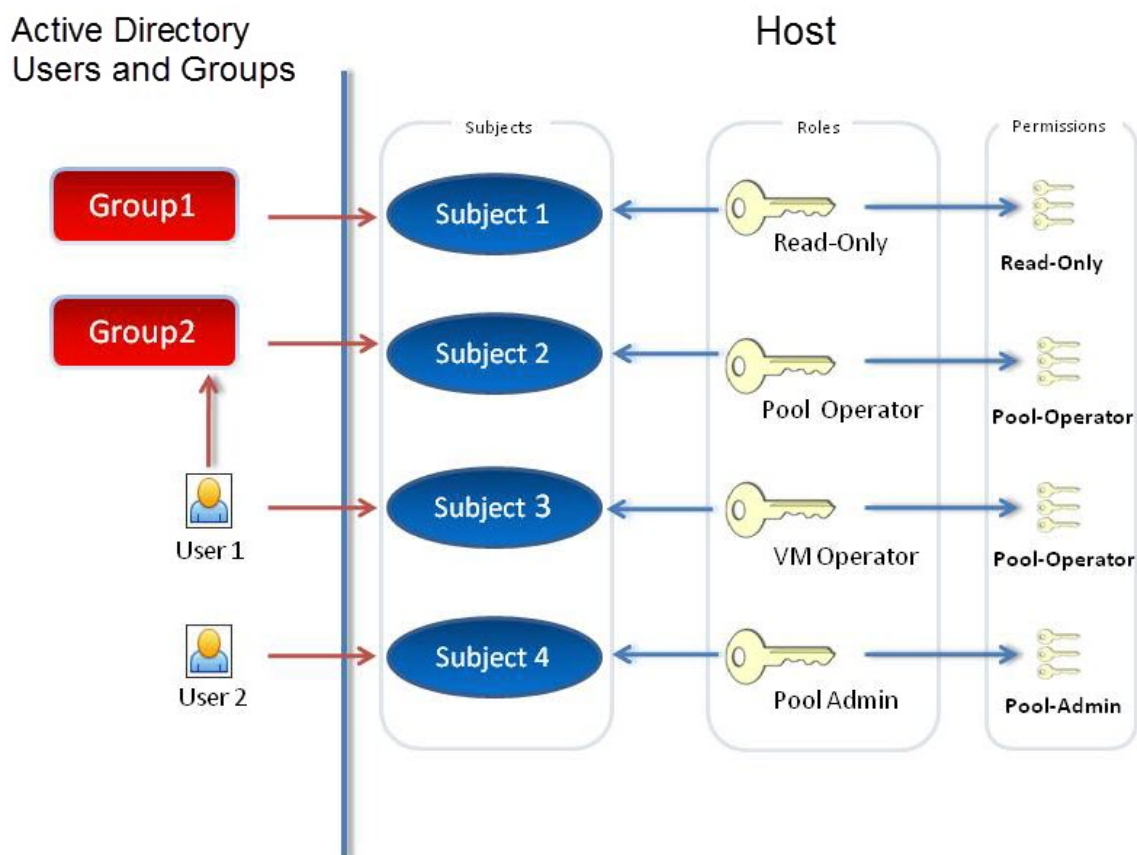 Active Directory
Users and Groups
Host
Subjects
Roles
Permissions
Group1
Subject 1
Read-Only
Read-Only
Group2
Subject 2
Pool Operator
Pool-Operator
User 1
Subject 3
VM Operator
Pool-Operator
User 2
Subject 4
Pool Admin
Pool-Admin